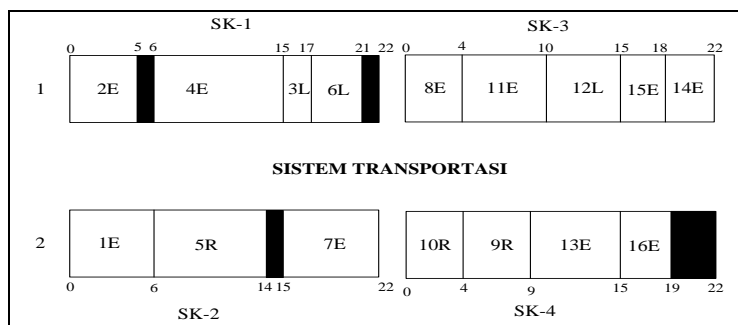 SK-1 SK-3
0 5 6 15 17 21 22 0 4 10 15 18 22
1 2E 4E 3L 6L 8E 11E 12L 15E 14E
SISTEM TRANSPORTASI
2 1E 5R 7E 10R 9R 13E 16E
0 6 14 15 22 0 4 9 15 19 22
SK-2 SK-4